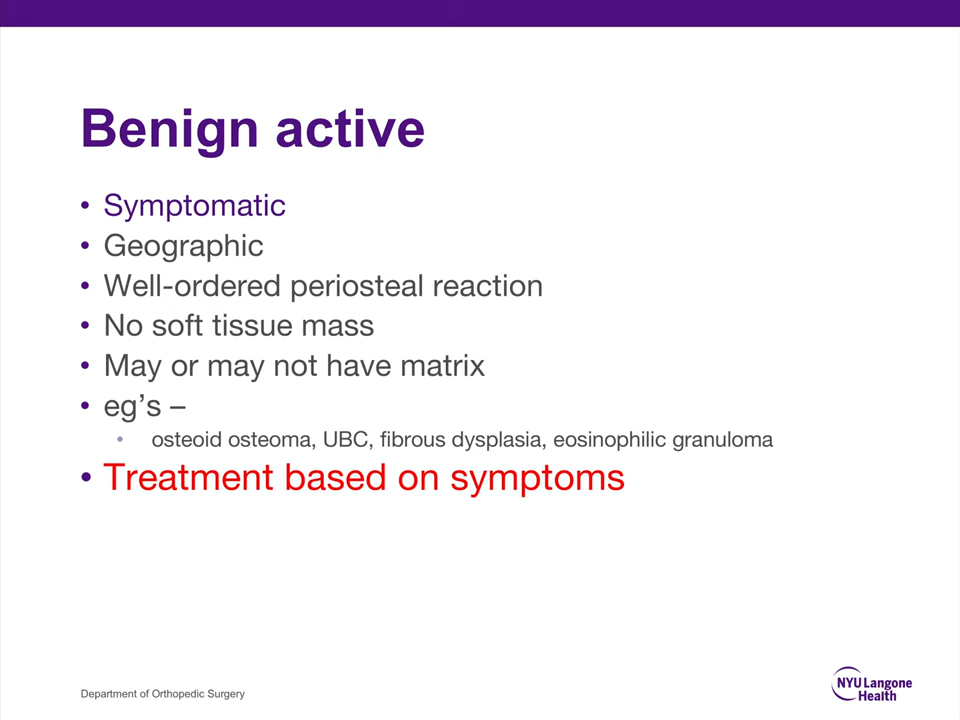 Benign active
• Symptomatic
• Geographic
• Well-ordered periosteal reaction
• No soft tissue mass
• May or may not have matrix
• eg’s –
• osteoid osteoma, UBC, fibrous dysplasia, eosinophilic granuloma
• Treatment based on symptoms
Department of Orthopedic Surgery
NYU Langone
Health